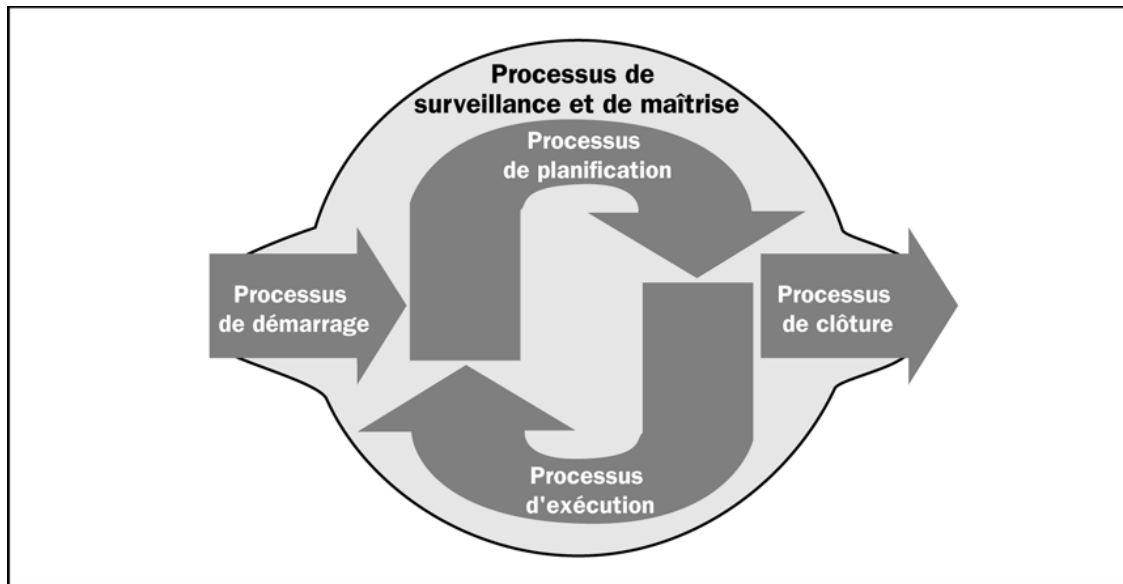 Processus de
surveillance et de maîtrise
Processus
de planification
Processus
de démarrage
Processus
de clôture
Processus
d'exécution